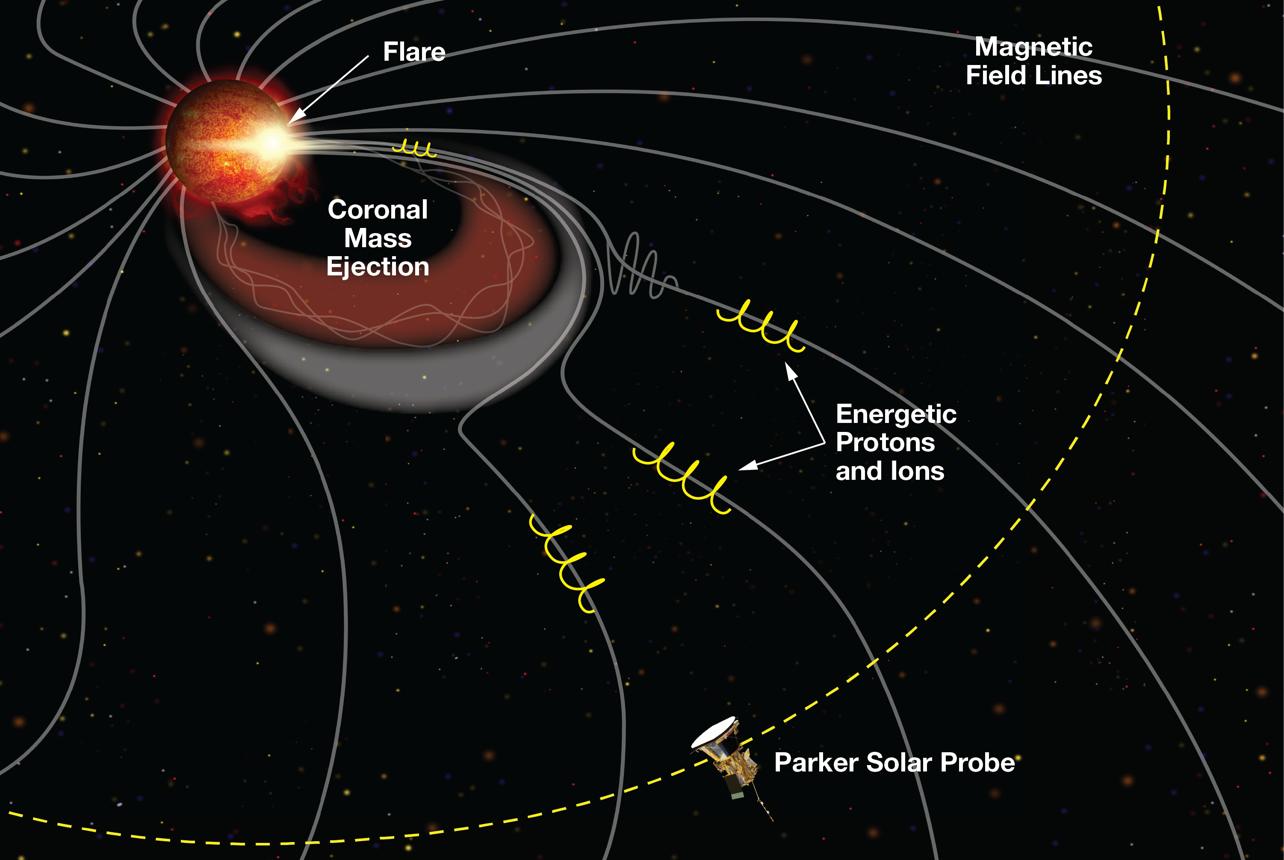 Flare
Magnetic
Field Lines
Coronal
Mass
Ejection
Energetic
Protons
and Ions
Parker Solar Probe